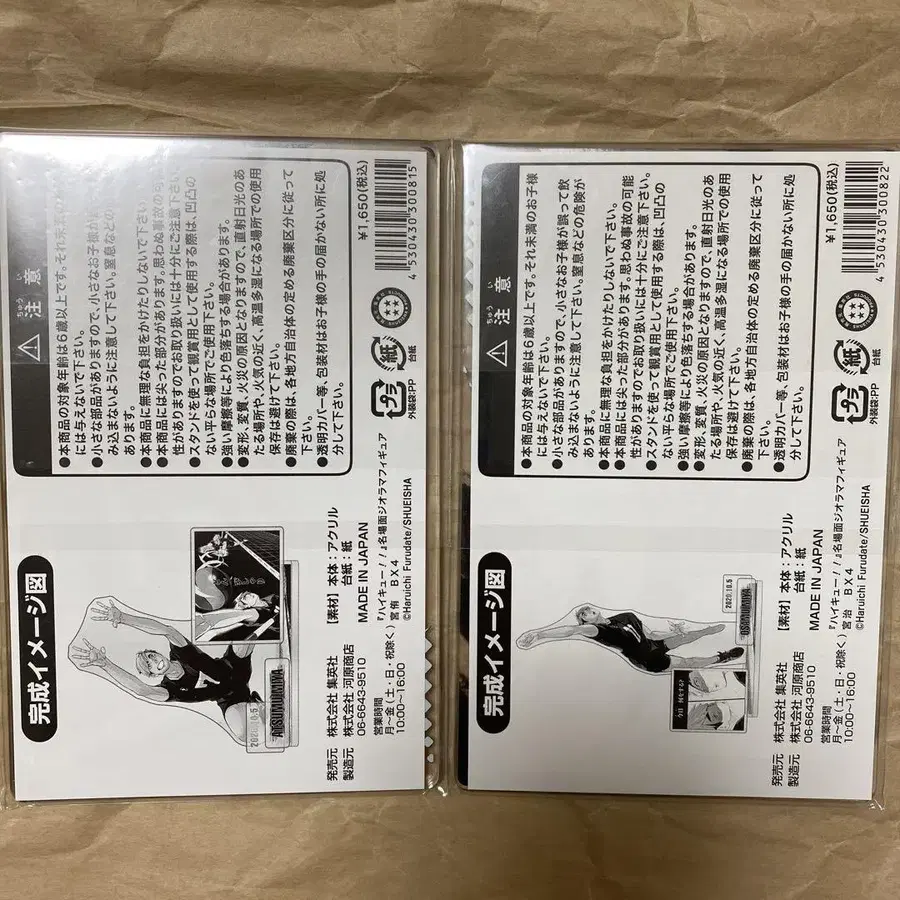 ちゅう い
注 意
●本商品の対象年齢は6歳以上です。それ未満の
には与えないで下さい。
●小さな部品がありますので、小さなお子様が
み込まないように注意して下さい。窒息などの
あります。
●本商品に無理な負担をかけたりしないで下さい。
●本商品には尖った部分があります。思わぬ事故の可
性がありますのでお取り扱いには十分にご注意下さい。
●スタンドを使って観賞用として使用する際は、凹凸の
ない平らな場所でご使用下さい。
●強い摩擦等により色落ちする場合があります。
●変形、変質、火災の原因となりますので、直射日光のあ
たる場所や、火気の近く、高温多湿になる場所での使用
保存は避けて下さい。
●廃棄の際は、各地方自治体の定める廃棄区分に従って
下さい。
●透明カバー等、包装材はお子様の手の届かない所に処
分して下さい。
プラ
外装袋:PP
紙
台紙
¥1,650(税込)
4 530430 300815
完成イメージ図
2020.10.5
ATSUMU MIYA
【素材】 本体：アクリル
台紙：紙
MADE IN JAPAN
『ハイキュー！！』名場面ジオラマフィギュア
宮侑 BX4
©Haruichi Furudate/SHUEISHA
発売元 株式会社 集英社
製造元 株式会社 河原商店
06-6643-9510
営業時間
月〜金(土・日・祝除く)
10:00〜16:00
ちゅう い
注 意
●本商品の対象年齢は6歳以上です。それ未満のお子様
には与えないで下さい。
●小さな部品がありますので、小さなお子様が誤って飲
み込まないように注意して下さい。窒息などの危険が
あります。
●本商品に無理な負担をかけたりしないで下さい。
●本商品には尖った部分があります。思わぬ事故の可能
性がありますのでお取り扱いには十分にご注意下さい。
●スタンドを使って観賞用として使用する際は、凹凸の
ない平らな場所でご使用下さい。
●強い摩擦等により色落ちする場合があります。
●変形、変質、火災の原因となりますので、直射日光のあ
たる場所や、火気の近く、高温多湿になる場所での使用
保存は避けて下さい。
●廃棄の際は、各地方自治体の定める廃棄区分に従って
下さい。
●透明カバー等、包装材はお子様の手の届かない所に処
分して下さい。
プラ
外装袋:PP
紙
台紙
¥1,650(税込)
4 530430 300822
完成イメージ図
2020.10.5
OSAMU MIYA
今日 何をする?
【素材】 本体：アクリル
台紙：紙
MADE IN JAPAN
『ハイキュー！！』名場面ジオラマフィギュア
宮治 BX4
©Haruichi Furudate/SHUEISHA
発売元 株式会社 集英社
製造元 株式会社 河原商店
06-6643-9510
営業時間
月〜金(土・日・祝除く)
10:00〜16:00